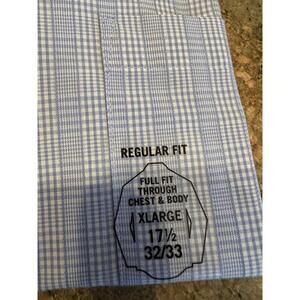 REGULAR FIT
FULL FIT
THROUGH
CHEST & BODY
XLARGE
17½
32/33